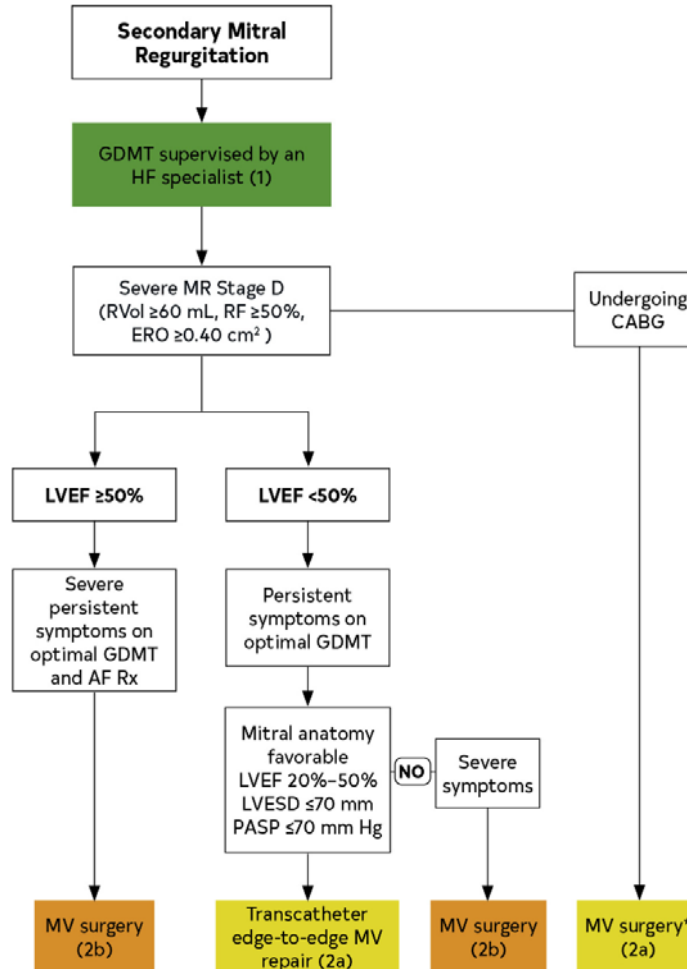 Secondary Mitral
Regurgitation
GDMT supervised by an
HF specialist (1)
Severe MR Stage D
(RVol ≥60 mL, RF ≥50%,
ERO ≥0.40 cm² )
Undergoing
CABG
LVEF ≥50%
LVEF <50%
Severe
persistent
symptoms on
optimal GDMT
and AF Rx
Persistent
symptoms on
optimal GDMT
Mitral anatomy
favorable
LVEF 20%–50%
LVESD ≤70 mm
PASP ≤70 mm Hg
NO
Severe
symptoms
MV surgery
(2b)
Transcatheter
edge-to-edge MV
repair (2a)
MV surgery
(2b)
MV surgery*
(2a)